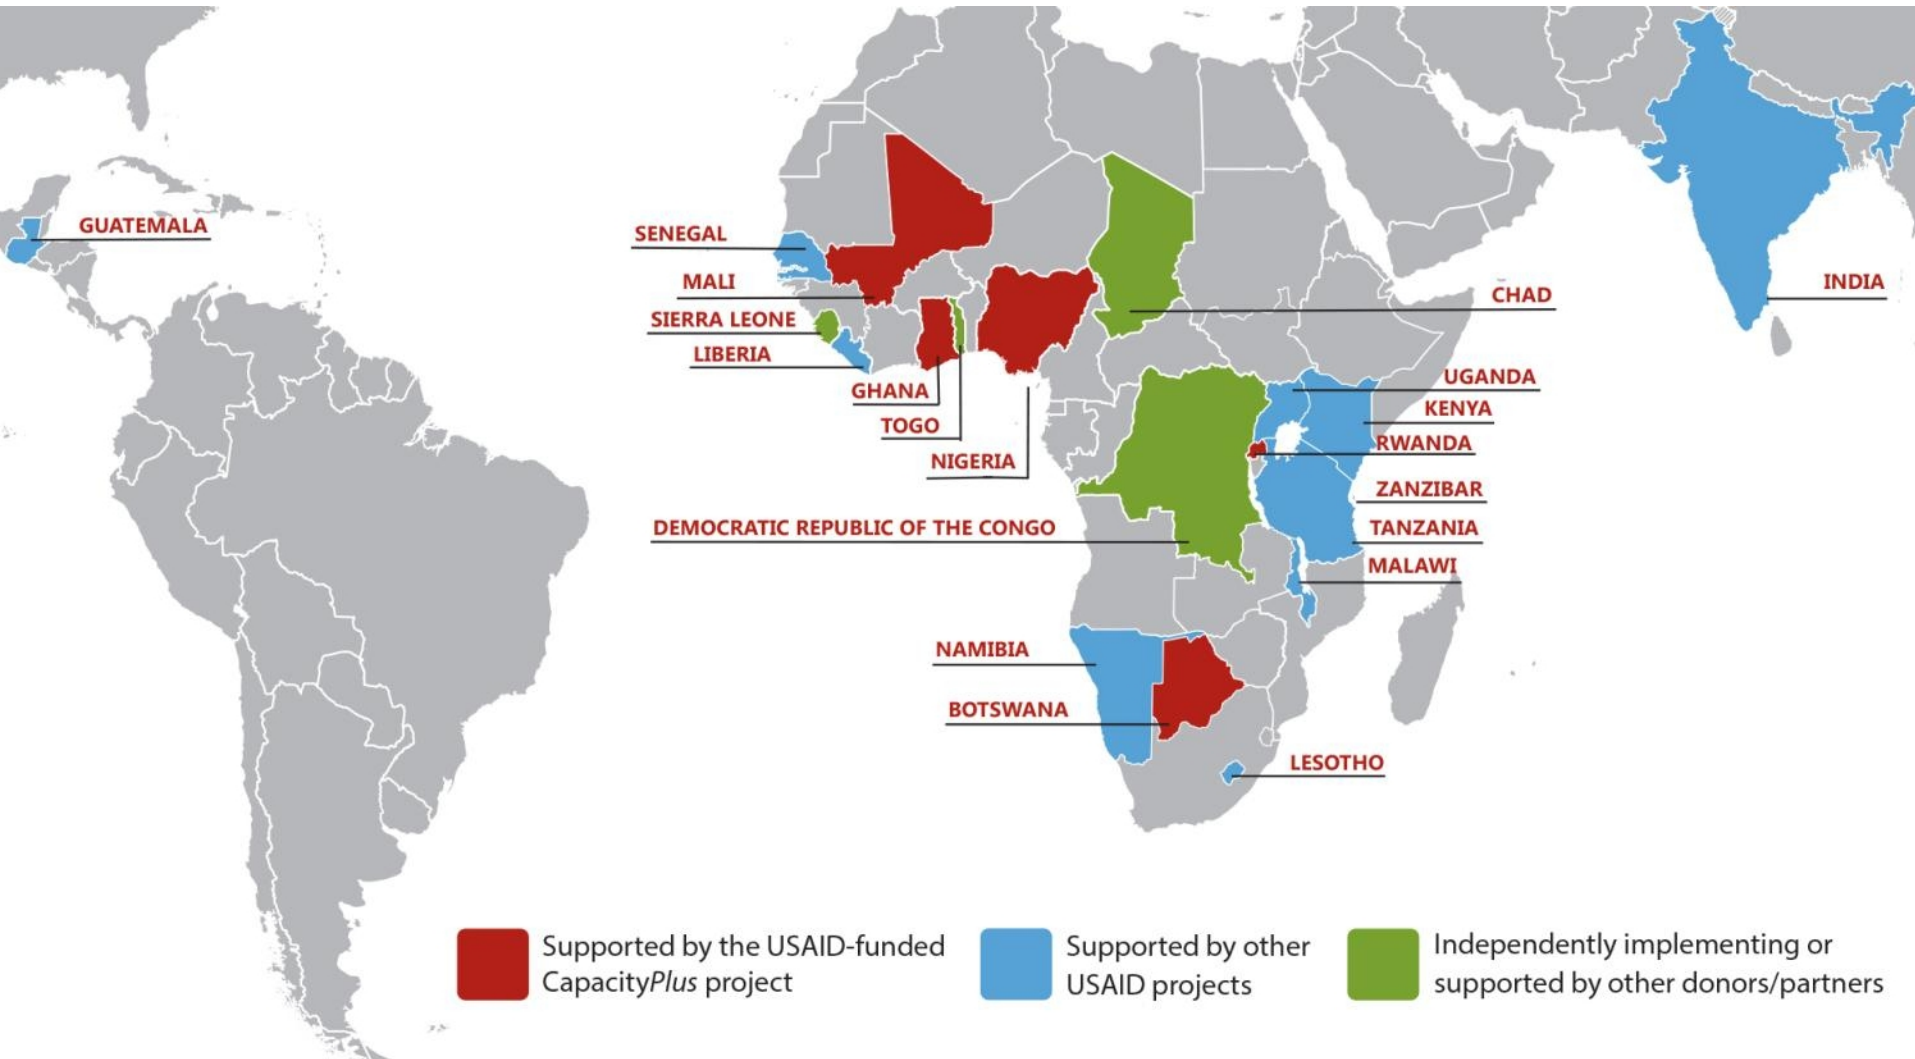 GUATEMALA
SENEGAL
MALI
SIERRA LEONE
LIBERIA
GHANA
TOGO
NIGERIA
DEMOCRATIC REPUBLIC OF THE CONGO
NAMIBIA
BOTSWANA
LESOTHO
CHAD
INDIA
UGANDA
KENYA
RWANDA
ZANZIBAR
TANZANIA
MALAWI
Supported by the USAID-funded
CapacityPlus project
Supported by other
USAID projects
Independently implementing or
supported by other donors/partners